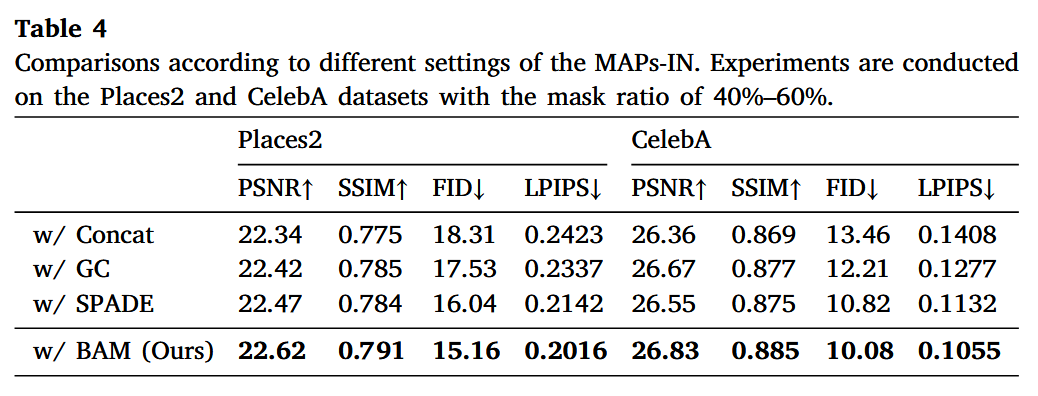 Table 4
Comparisons according to different settings of the MAPs-IN. Experiments are conducted
on the Places2 and CelebA datasets with the mask ratio of 40%–60%.
Places2 CelebA
PSNR↑ SSIM↑ FID↓ LPIPS↓ PSNR↑ SSIM↑ FID↓ LPIPS↓
w/ Concat 22.34 0.775 18.31 0.2423 26.36 0.869 13.46 0.1408
w/ GC 22.42 0.785 17.53 0.2337 26.67 0.877 12.21 0.1277
w/ SPADE 22.47 0.784 16.04 0.2142 26.55 0.875 10.82 0.1132
w/ BAM (Ours) 22.62 0.791 15.16 0.2016 26.83 0.885 10.08 0.1055